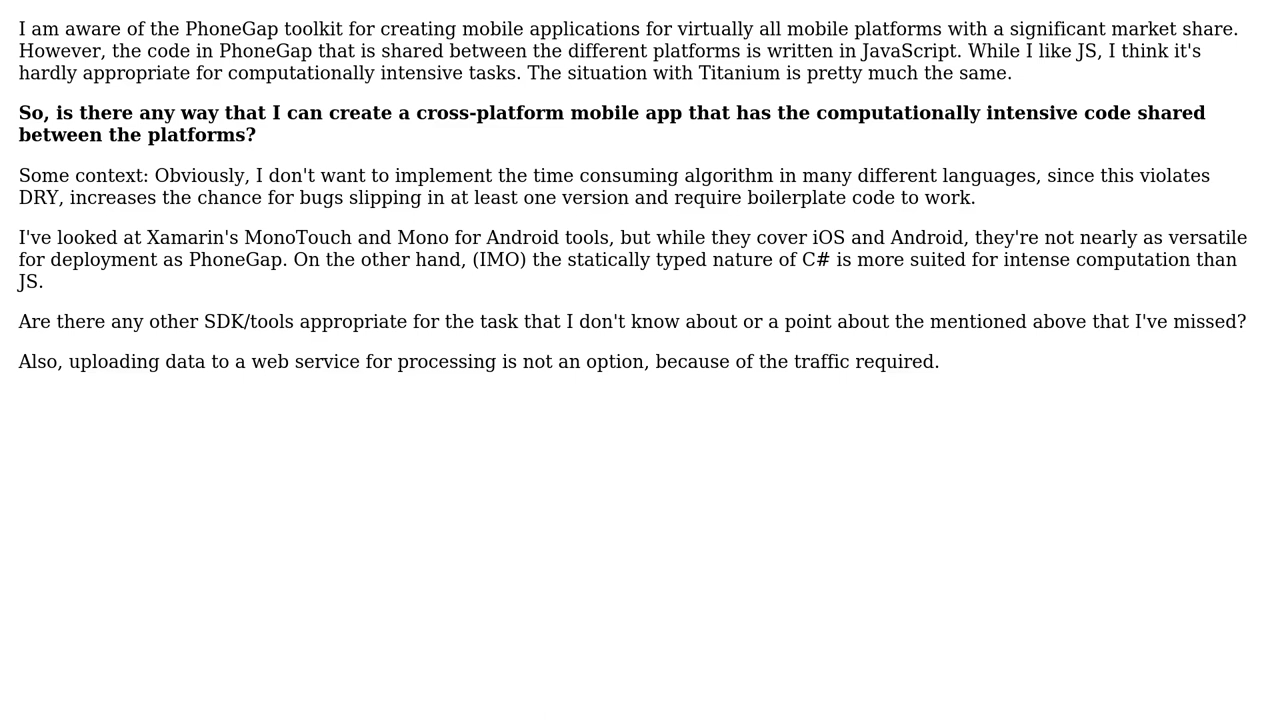 I am aware of the PhoneGap toolkit for creating mobile applications for virtually all mobile platforms with a significant market share.
However, the code in PhoneGap that is shared between the different platforms is written in JavaScript. While I like JS, I think it's
hardly appropriate for computationally intensive tasks. The situation with Titanium is pretty much the same.
So, is there any way that I can create a cross-platform mobile app that has the computationally intensive code shared
between the platforms?
Some context: Obviously, I don't want to implement the time consuming algorithm in many different languages, since this violates
DRY, increases the chance for bugs slipping in at least one version and require boilerplate code to work.
I've looked at Xamarin's MonoTouch and Mono for Android tools, but while they cover iOS and Android, they're not nearly as versatile
for deployment as PhoneGap. On the other hand, (IMO) the statically typed nature of C# is more suited for intense computation than
JS.
Are there any other SDK/tools appropriate for the task that I don't know about or a point about the mentioned above that I've missed?
Also, uploading data to a web service for processing is not an option, because of the traffic required.